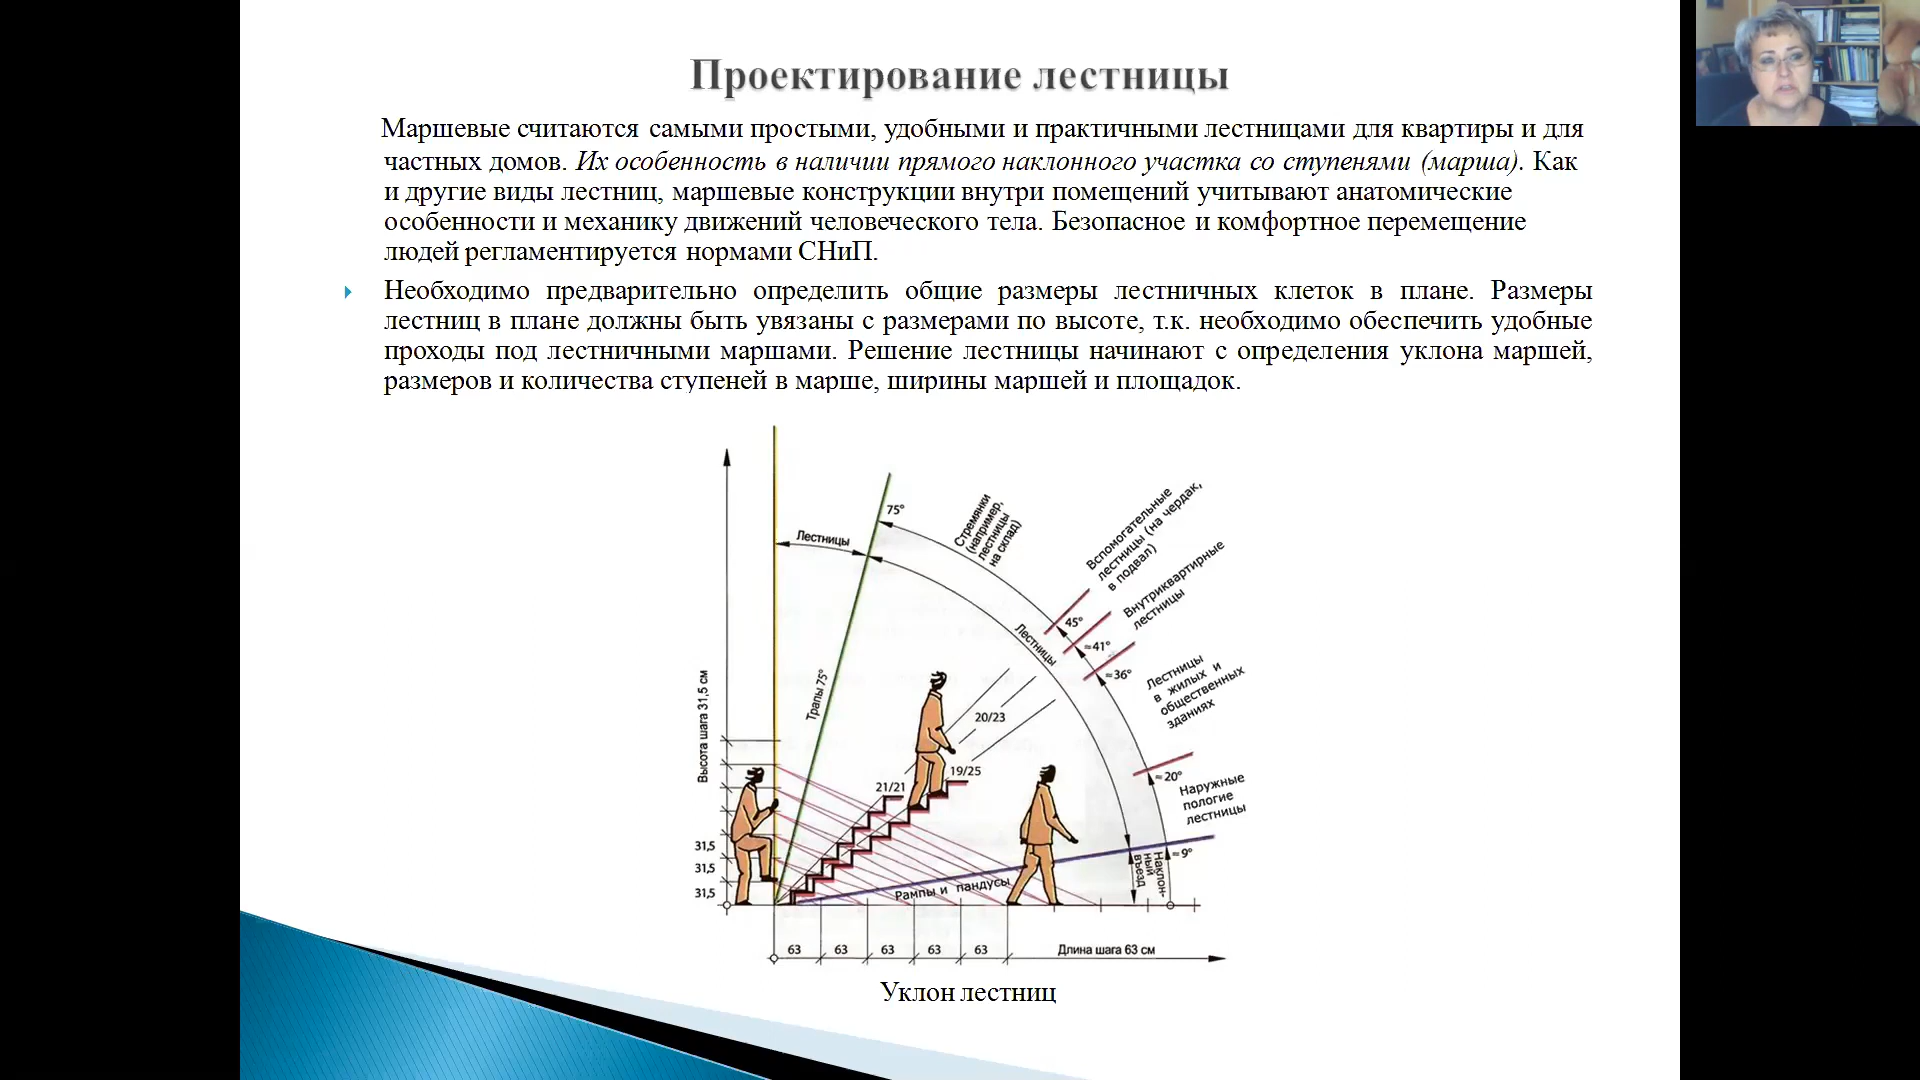 Проектирование лестницы
Маршевые считаются самыми простыми, удобными и практичными лестницами для квартиры и для
частных домов. Их особенность в наличии прямого наклонного участка со ступенями (марша). Как
и другие виды лестниц, маршевые конструкции внутри помещений учитывают анатомические
особенности и механику движений человеческого тела. Безопасное и комфортное перемещение
людей регламентируется нормами СНиП.
Необходимо предварительно определить общие размеры лестничных клеток в плане. Размеры
лестниц в плане должны быть увязаны с размерами по высоте, т.к. необходимо обеспечить удобные
проходы под лестничными маршами. Решение лестницы начинают с определения уклона маршей,
размеров и количества ступеней в марше, ширины маршей и площадок.
Лестницы
75°
Стремянки
(например,
лестницы
на склад)
Вспомогательные
лестницы (на чердак,
в подвал)
45°
Внутриквартирные
лестницы
≈41°
≈36°
Лестницы
Лестницы
в жилых и
общественных
зданиях
≈20°
Наружные
пологие
лестницы
≈9°
Наклон-
ный
въезд
Трапы 75°
Высота шага 31,5 см
20/23
19/25
21/21
31,5
31,5
31,5
Рампы и пандусы
63
63
63
63
63
Длина шага 63 см
Уклон лестниц